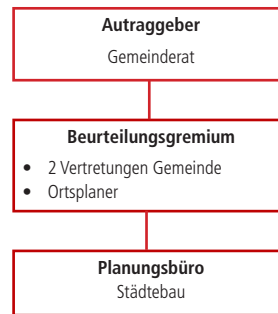 Autraggeber
Gemeinderat
Beurteilungsgremium
• 2 Vertretungen Gemeinde
• Ortsplaner
Planungsbüro
Städtebau